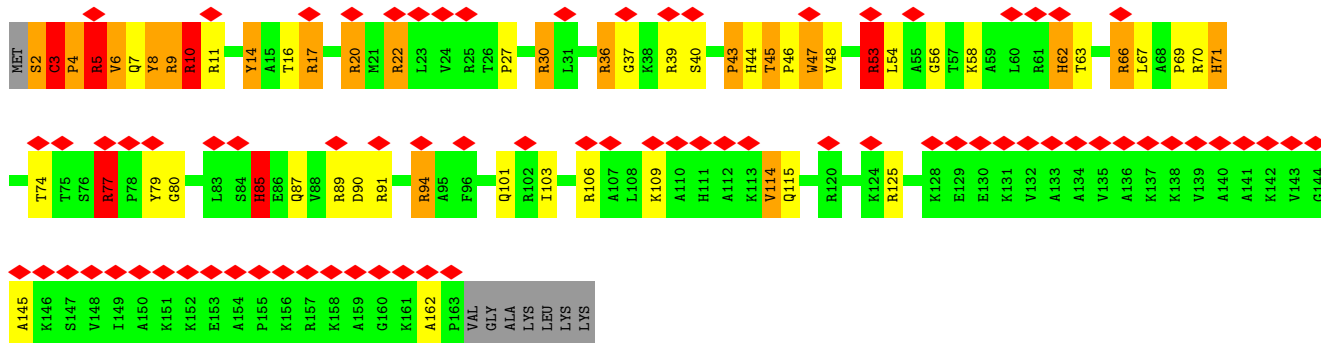 MET S2 C3 P4 R5 V6 Q7 Y8 R9 R10 R11 Y14 A15 T16 R17 R20 M21 R22 L23 V24 R25 T26 P27 R30 L31 R36 G37 K38 R39 S40 P43 H44 T45 P46 W47 V48 R53 L54 A55 G56 T57 K58 A59 L60 R61 H62 T63 R66 L67 A68 P69 R70 H71
T74 T75 S76 R77 P78 Y79 G80 L83 S84 H85 E86 Q87 V88 R89 D90 R91 R94 A95 F96 Q101 R102 I103 R106 A107 L108 K109 A110 H111 A112 K113 V114 Q115 R120 K124 R125 K128 E129 E130 K131 V132 A133 A134 V135 A136 K137 K138 V139 A140 A141 K142 V143 G144
A145 K146 S147 V148 I149 A150 K151 K152 E153 A154 P155 K156 R157 K158 A159 G160 K161 A162 P163 VAL GLY ALA LYS LEU LYS LYS